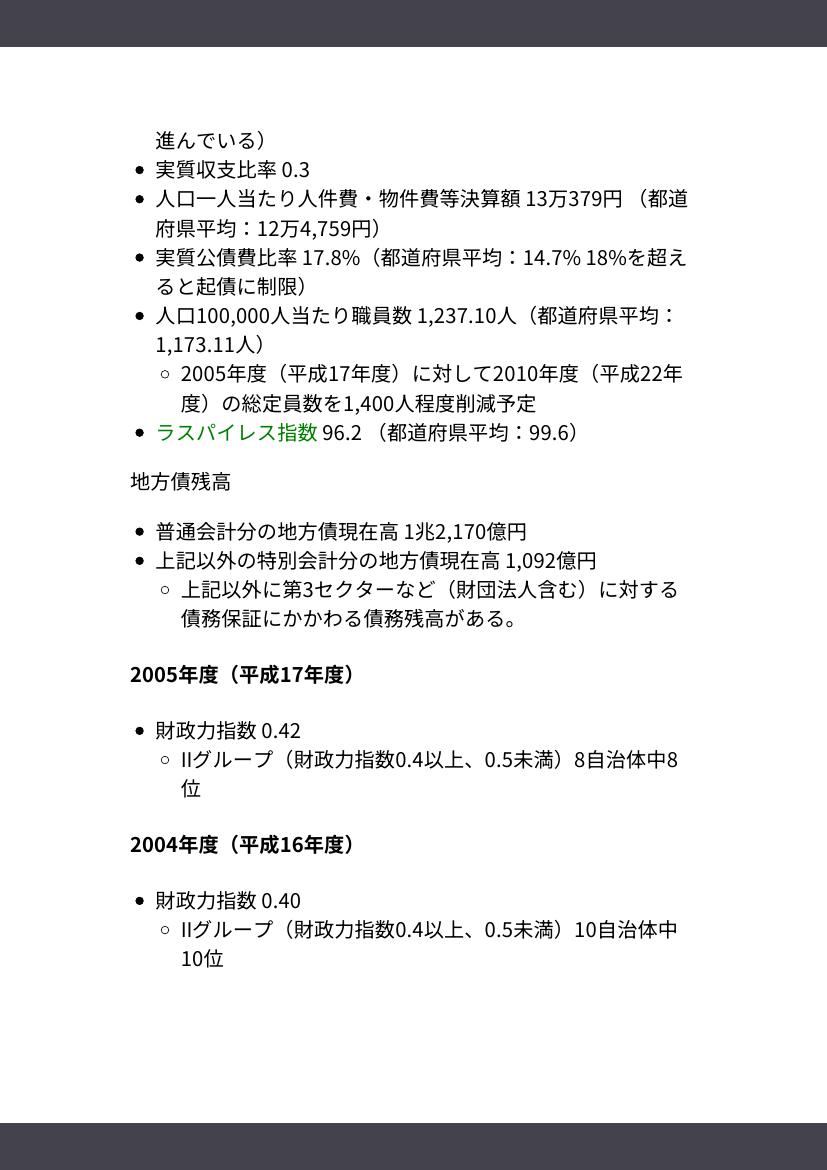 進んでいる）
• 実質収支比率 0.3
• 人口一人当たり人件費・物件費等決算額 13万379円 （都道
府県平均：12万4,759円）
• 実質公債費比率 17.8%（都道府県平均：14.7% 18%を超え
ると起債に制限）
• 人口100,000人当たり職員数 1,237.10人（都道府県平均：
1,173.11人）
◦ 2005年度（平成17年度）に対して2010年度（平成22年
度）の総定員数を1,400人程度削減予定
• ラスパイレス指数 96.2 （都道府県平均：99.6）
地方債残高
• 普通会計分の地方債現在高 1兆2,170億円
• 上記以外の特別会計分の地方債現在高 1,092億円
◦ 上記以外に第3セクターなど（財団法人含む）に対する
債務保証にかかわる債務残高がある。
2005年度（平成17年度）
• 財政力指数 0.42
◦ IIグループ（財政力指数0.4以上、0.5未満）8自治体中8
位
2004年度（平成16年度）
• 財政力指数 0.40
◦ IIグループ（財政力指数0.4以上、0.5未満）10自治体中
10位